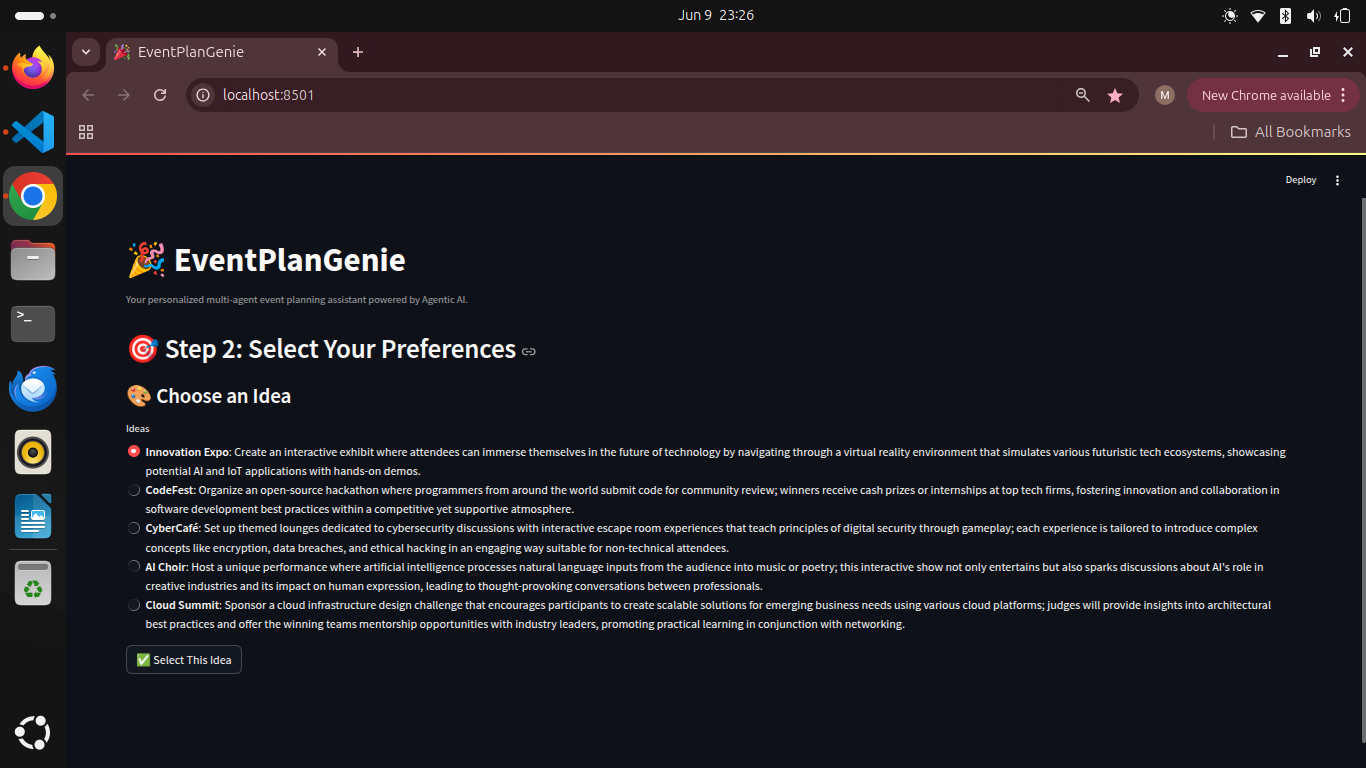 Jun 9 23:26
EventPlanGenie
localhost:8501
M
New Chrome available
All Bookmarks
Deploy
EventPlanGenie
Your personalized multi-agent event planning assistant powered by Agentic AI.
Step 2: Select Your Preferences
Choose an Idea
Ideas
Innovation Expo: Create an interactive exhibit where attendees can immerse themselves in the future of technology by navigating through a virtual reality environment that simulates various futuristic tech ecosystems, showcasing
potential AI and IoT applications with hands-on demos.
CodeFest: Organize an open-source hackathon where programmers from around the world submit code for community review; winners receive cash prizes or internships at top tech firms, fostering innovation and collaboration in
software development best practices within a competitive yet supportive atmosphere.
CyberCafé: Set up themed lounges dedicated to cybersecurity discussions with interactive escape room experiences that teach principles of digital security through gameplay; each experience is tailored to introduce complex
concepts like encryption, data breaches, and ethical hacking in an engaging way suitable for non-technical attendees.
AI Choir: Host a unique performance where artificial intelligence processes natural language inputs from the audience into music or poetry; this interactive show not only entertains but also sparks discussions about AI's role in
creative industries and its impact on human expression, leading to thought-provoking conversations between professionals.
Cloud Summit: Sponsor a cloud infrastructure design challenge that encourages participants to create scalable solutions for emerging business needs using various cloud platforms; judges will provide insights into architectural
best practices and offer the winning teams mentorship opportunities with industry leaders, promoting practical learning in conjunction with networking.
Select This Idea